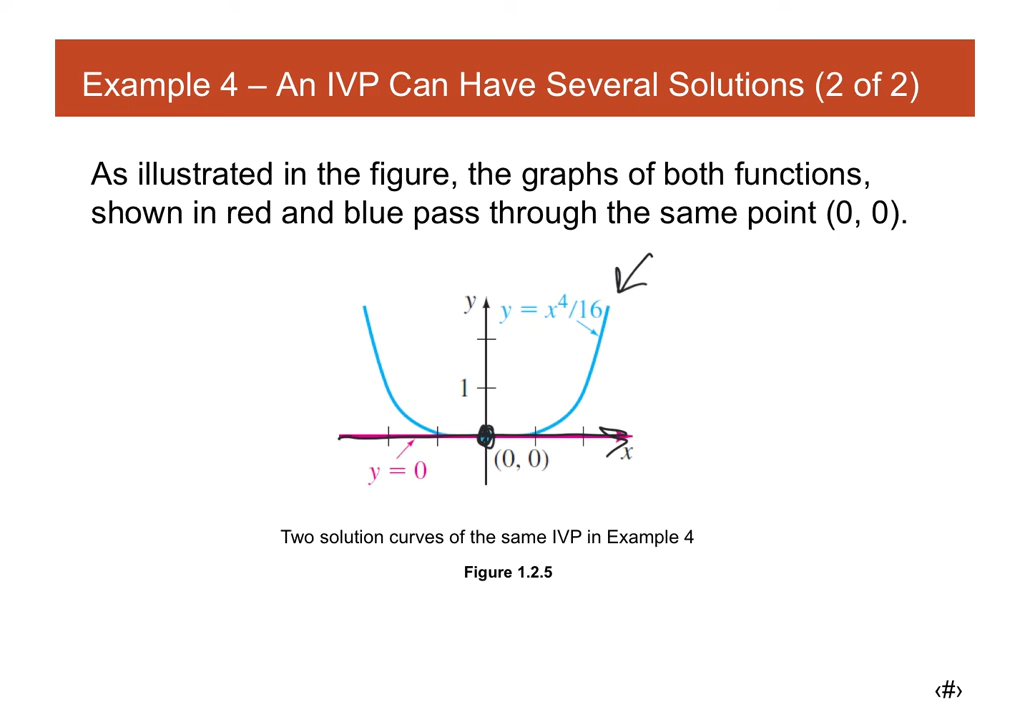 Example 4 – An IVP Can Have Several Solutions (2 of 2)
As illustrated in the figure, the graphs of both functions,
shown in red and blue pass through the same point (0, 0).
y
y = x⁴/16
1
(0, 0)
x
y = 0
Two solution curves of the same IVP in Example 4
Figure 1.2.5
‹#›